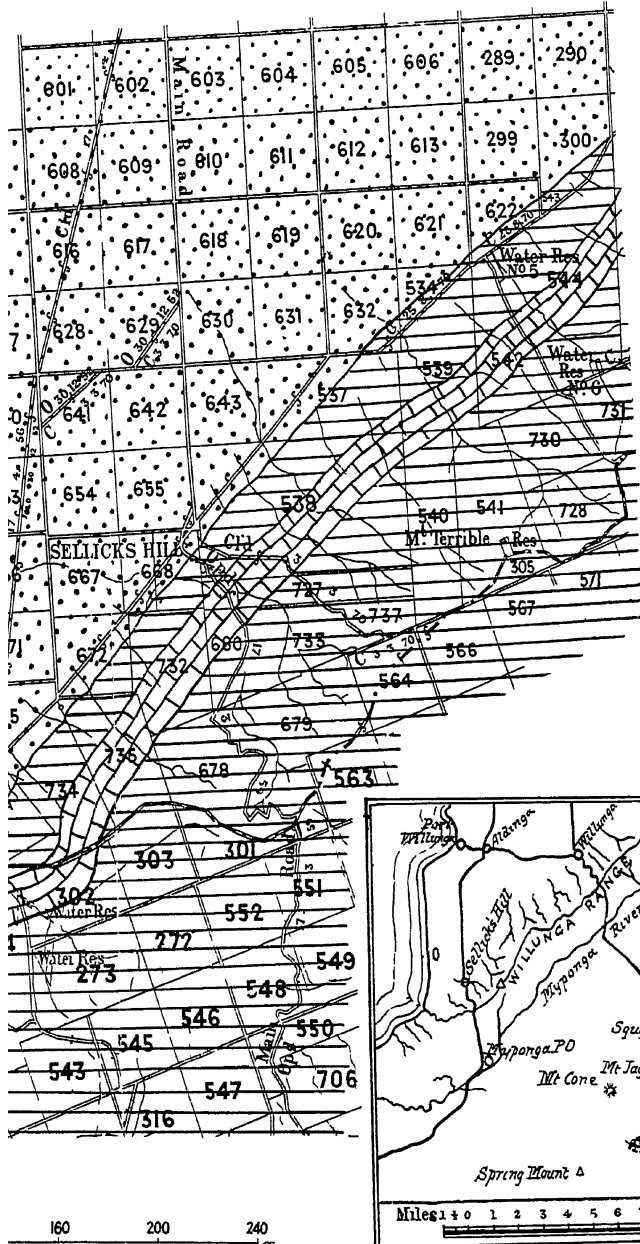 601 602 603 604 605 606 289 290
Main Road
608 609 610 611 612 613 299 300
616 617 618 619 620 621 622 543
Water Res
No 5
544
628 629 630 631 632 534
539 542
Water
Res
No 6
641 642 643 537
731
730
654 655 538 540 541 728
SELLICKS HILL
Mt. Terrible Res
305
667 668 727 571
737 567
672 732 680 733 566
564
679
735 678 563
734
303 301
Road
551
302
Water Res
552
272
Water Res
273 549
548
546 550
545
Main
543 706
547
316
160 200 240
Port
Willunga
Aldinga
Willunga
Sellick's Hill
WILLUNGA RANGE
Myponga
River
Myponga P.O
Mt Cone
Spring Mount
Miles 1 ½ 0 1 2 3 4 5 6